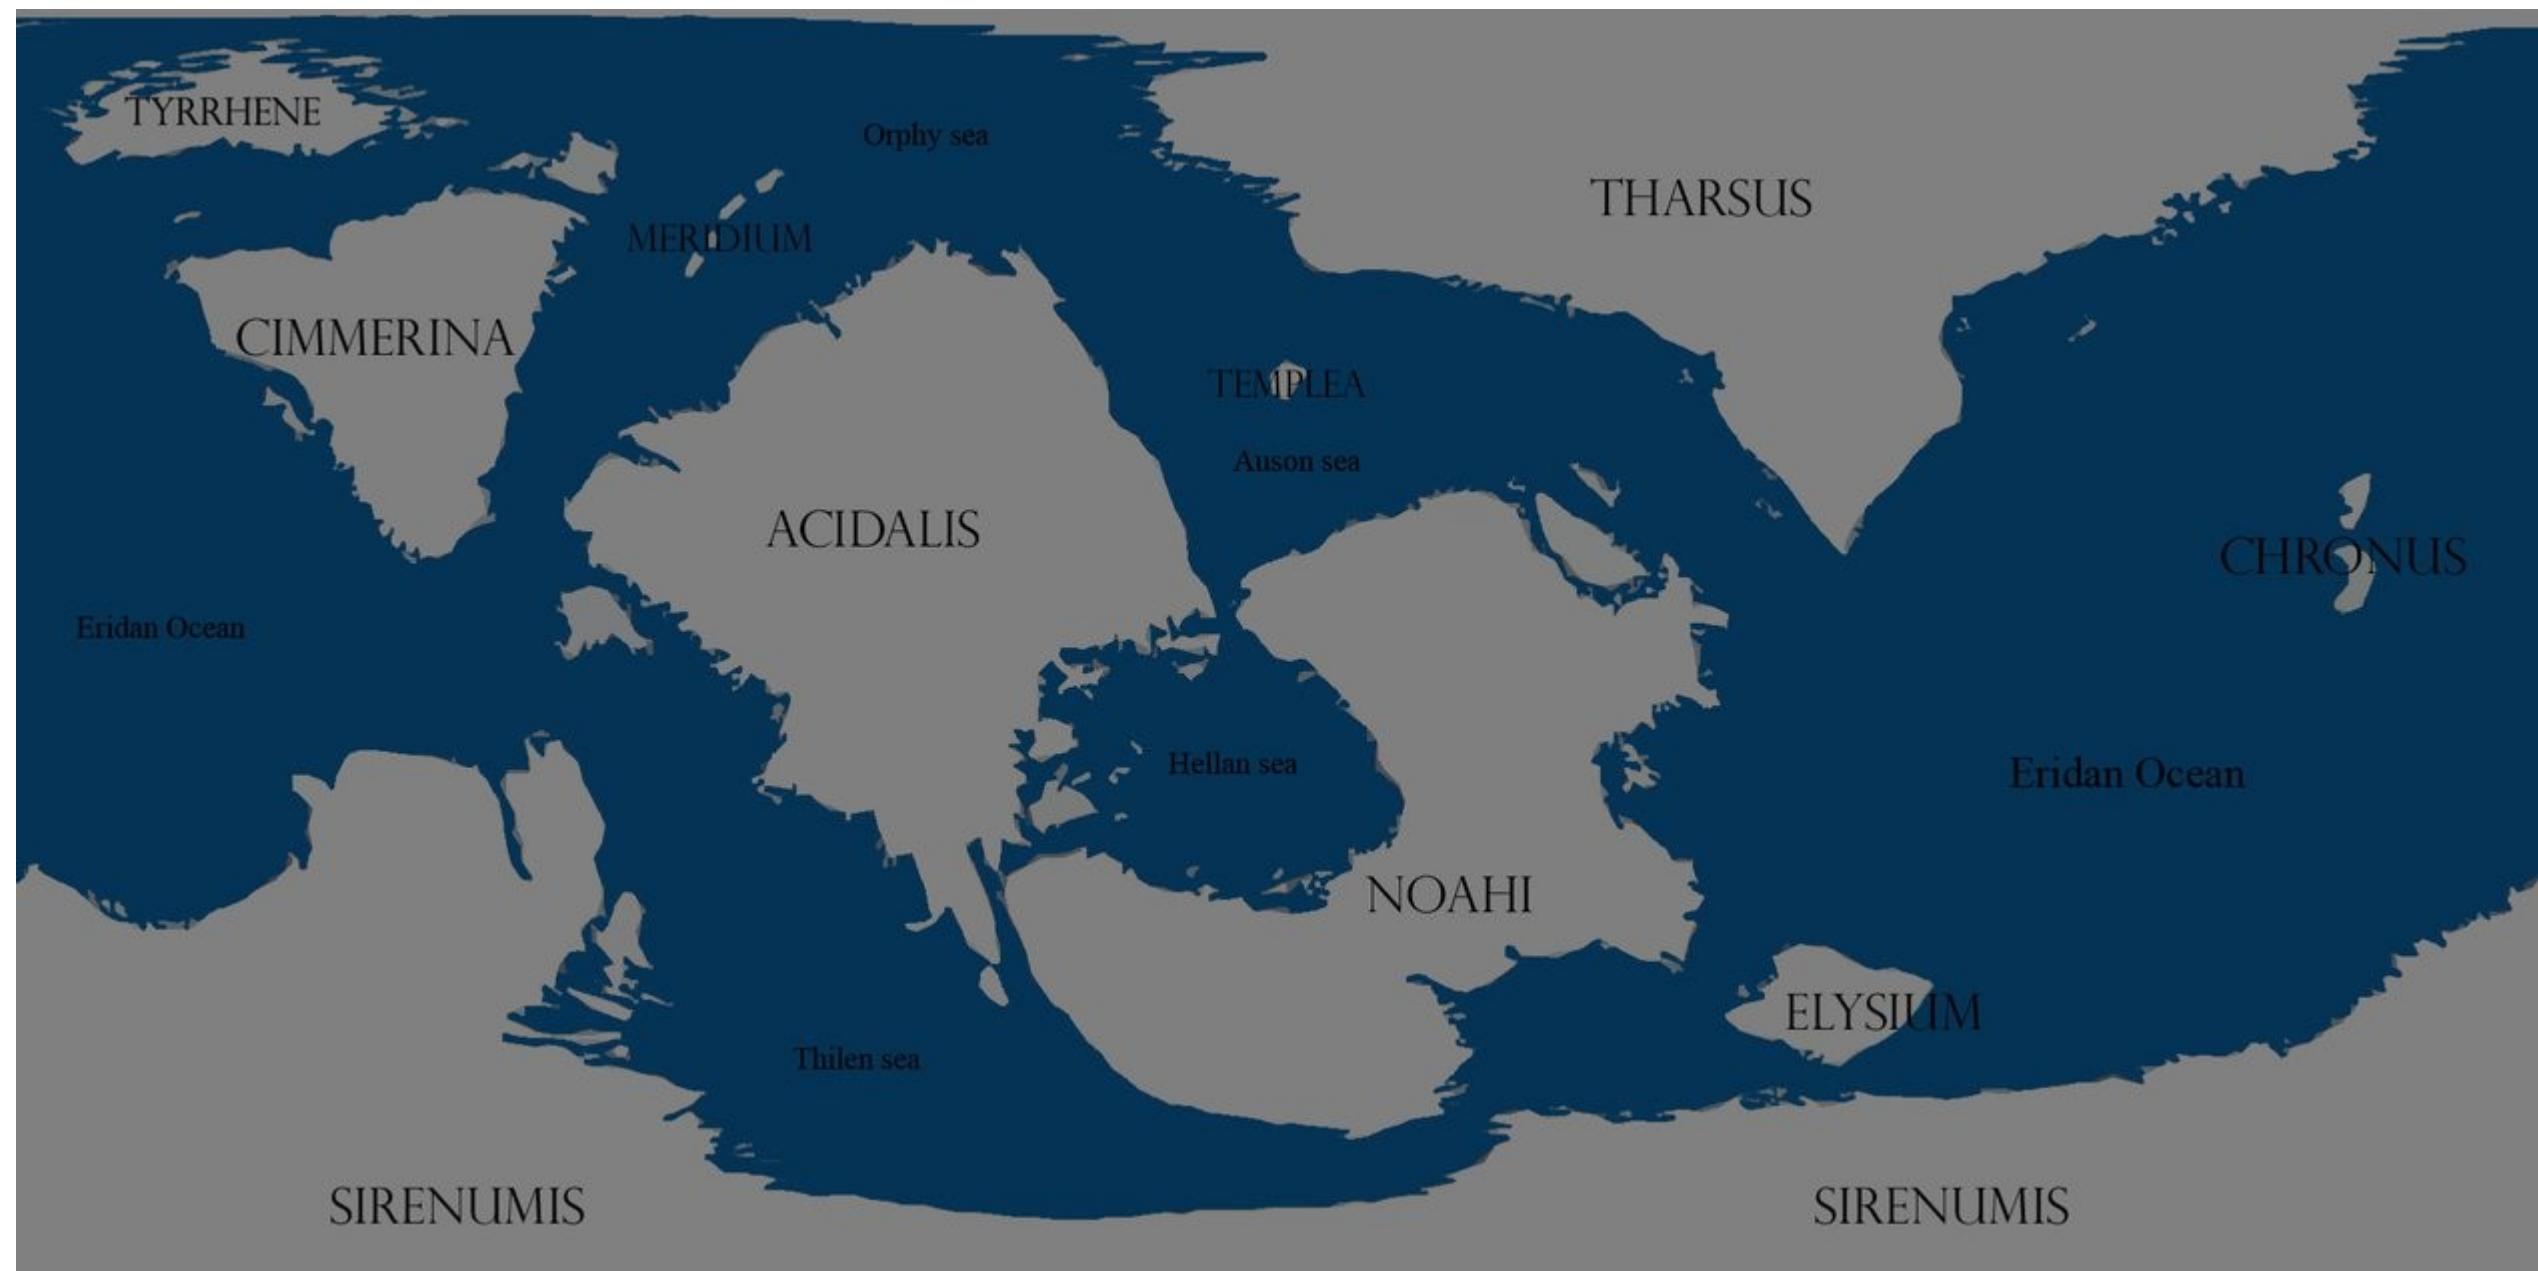 TYRRHENE
Orphy sea
THARSUS
MERIDIUM
CIMMERINA
TEMPLEA
Auson sea
ACIDALIS
CHRONUS
Eridan Ocean
Hellan sea
Eridan Ocean
NOAHI
ELYSIUM
Thilen sea
SIRENUMIS
SIRENUMIS